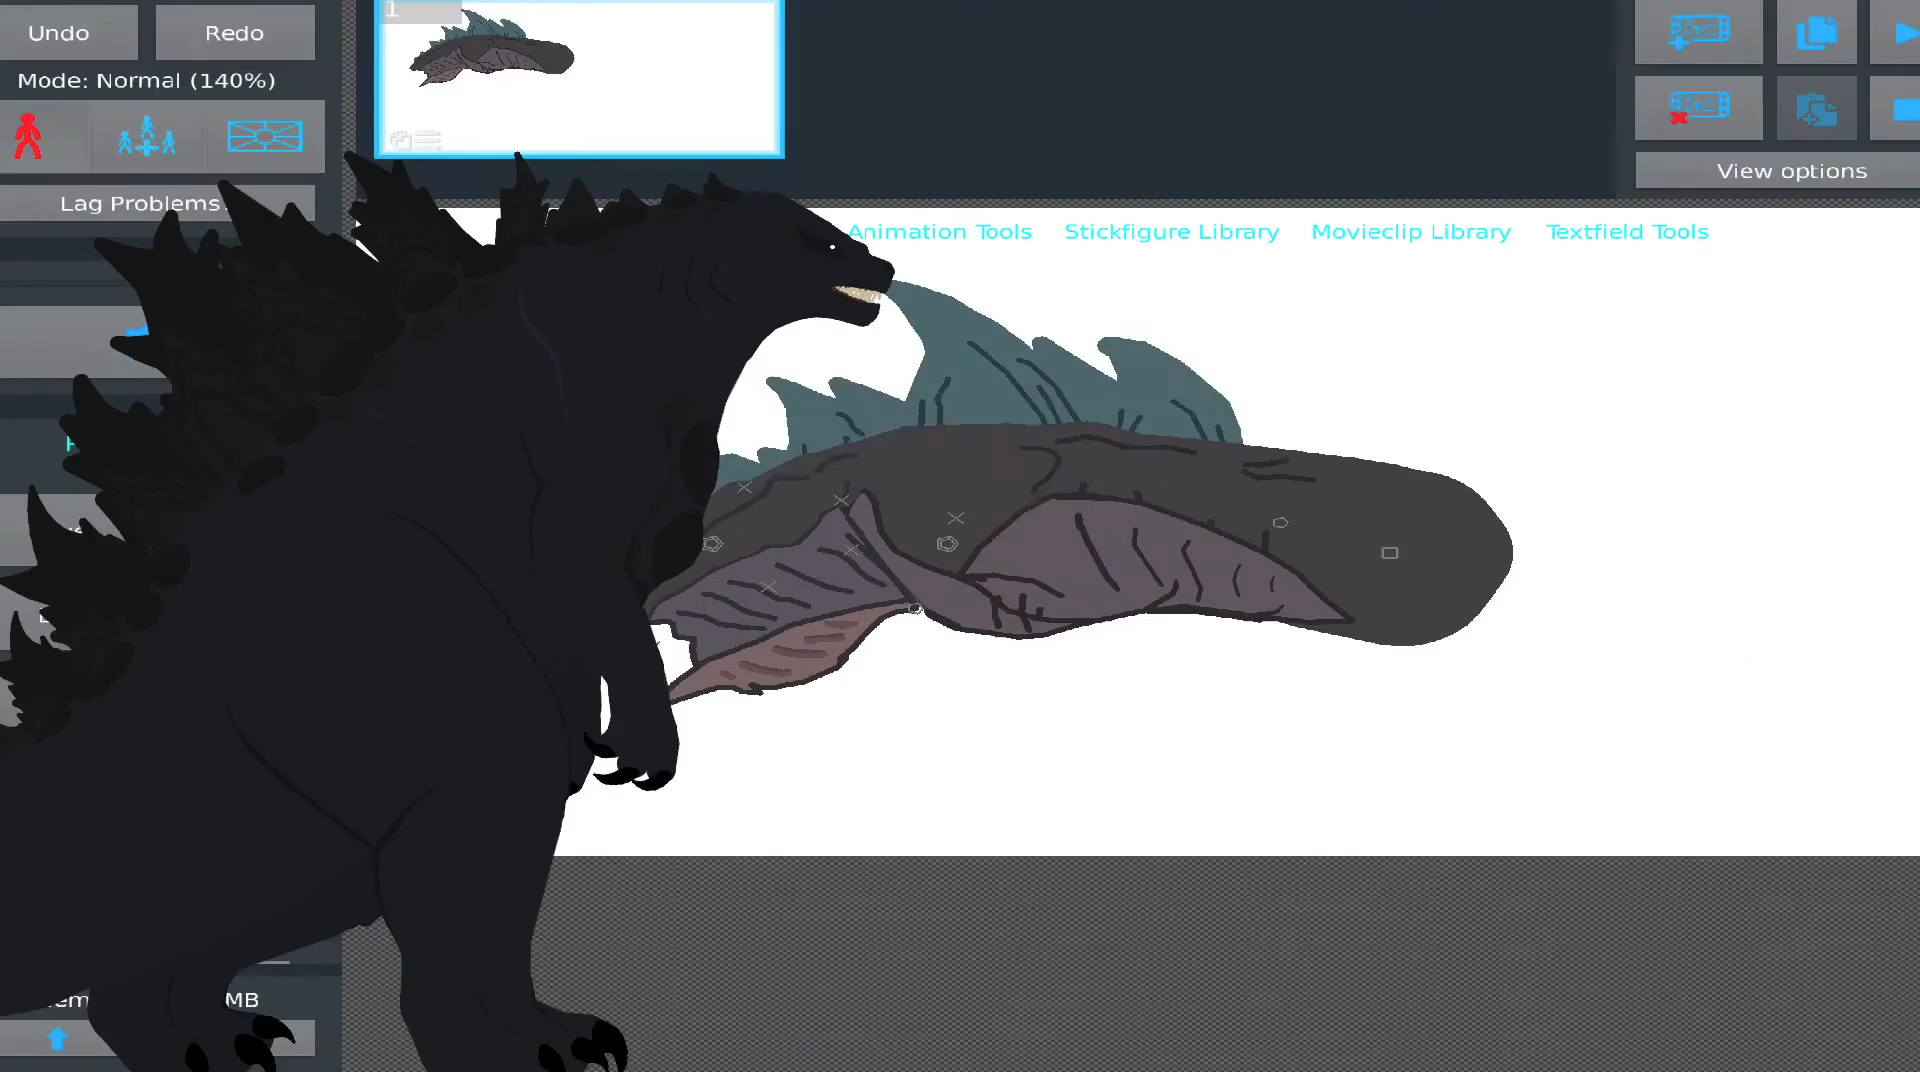 1
Undo
Redo
Mode: Normal (140%)
Lag Problems
View options
Animation Tools
Stickfigure Library
Movieclip Library
Textfield Tools
MB